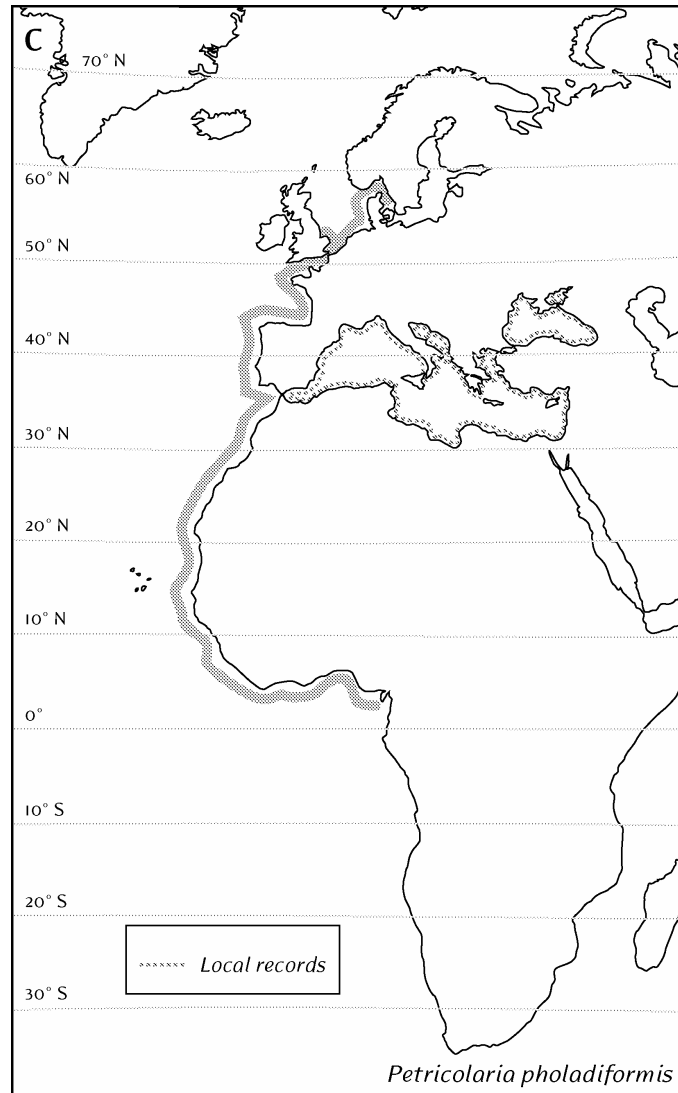 C
70° N
60° N
50° N
40° N
30° N
20° N
10° N
0°
10° S
20° S
30° S
Local records
Petricolaria pholadiformis